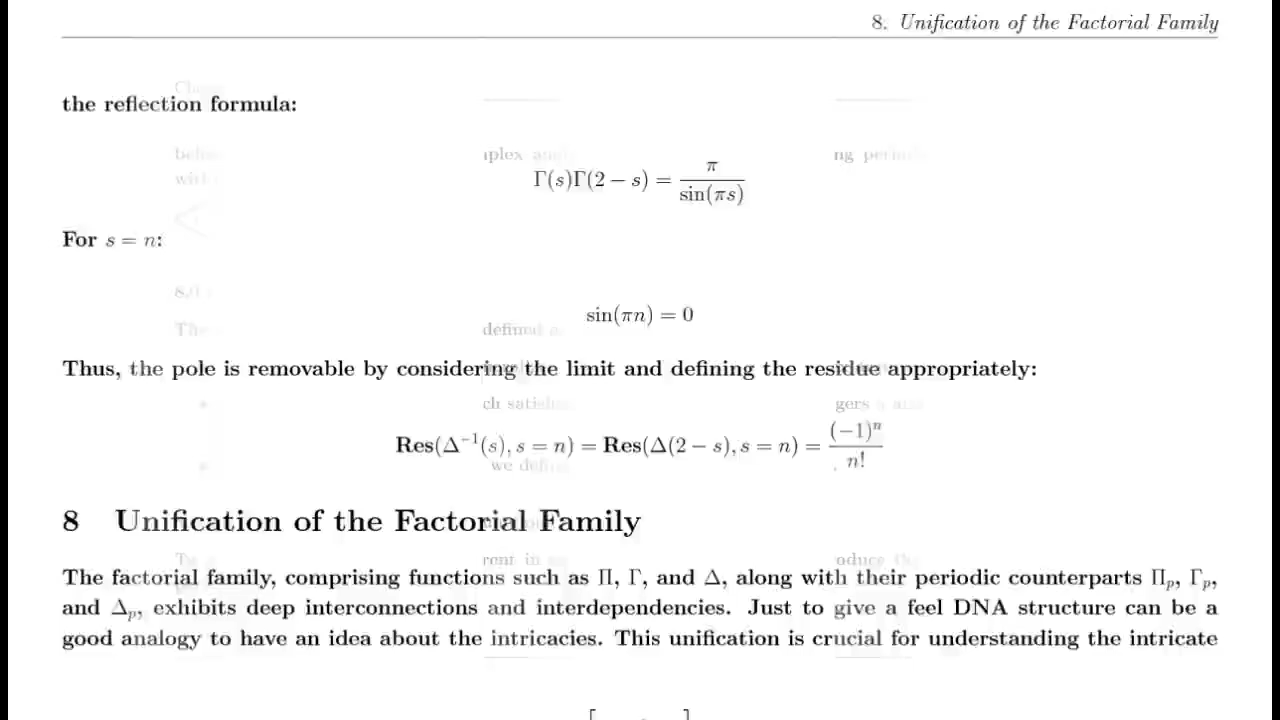 8. Unification of the Factorial Family
the reflection formula:
Γ(s)Γ(2 − s) = π / sin(πs)
For s = n:
sin(πn) = 0
Thus, the pole is removable by considering the limit and defining the residue appropriately:
Res(Δ⁻¹(s), s = n) = Res(Δ(2 − s), s = n) = (−1)ⁿ / n!
8 Unification of the Factorial Family
The factorial family, comprising functions such as Π, Γ, and Δ, along with their periodic counterparts Πₚ, Γₚ,
and Δₚ, exhibits deep interconnections and interdependencies. Just to give a feel DNA structure can be a
good analogy to have an idea about the intricacies. This unification is crucial for understanding the intricate